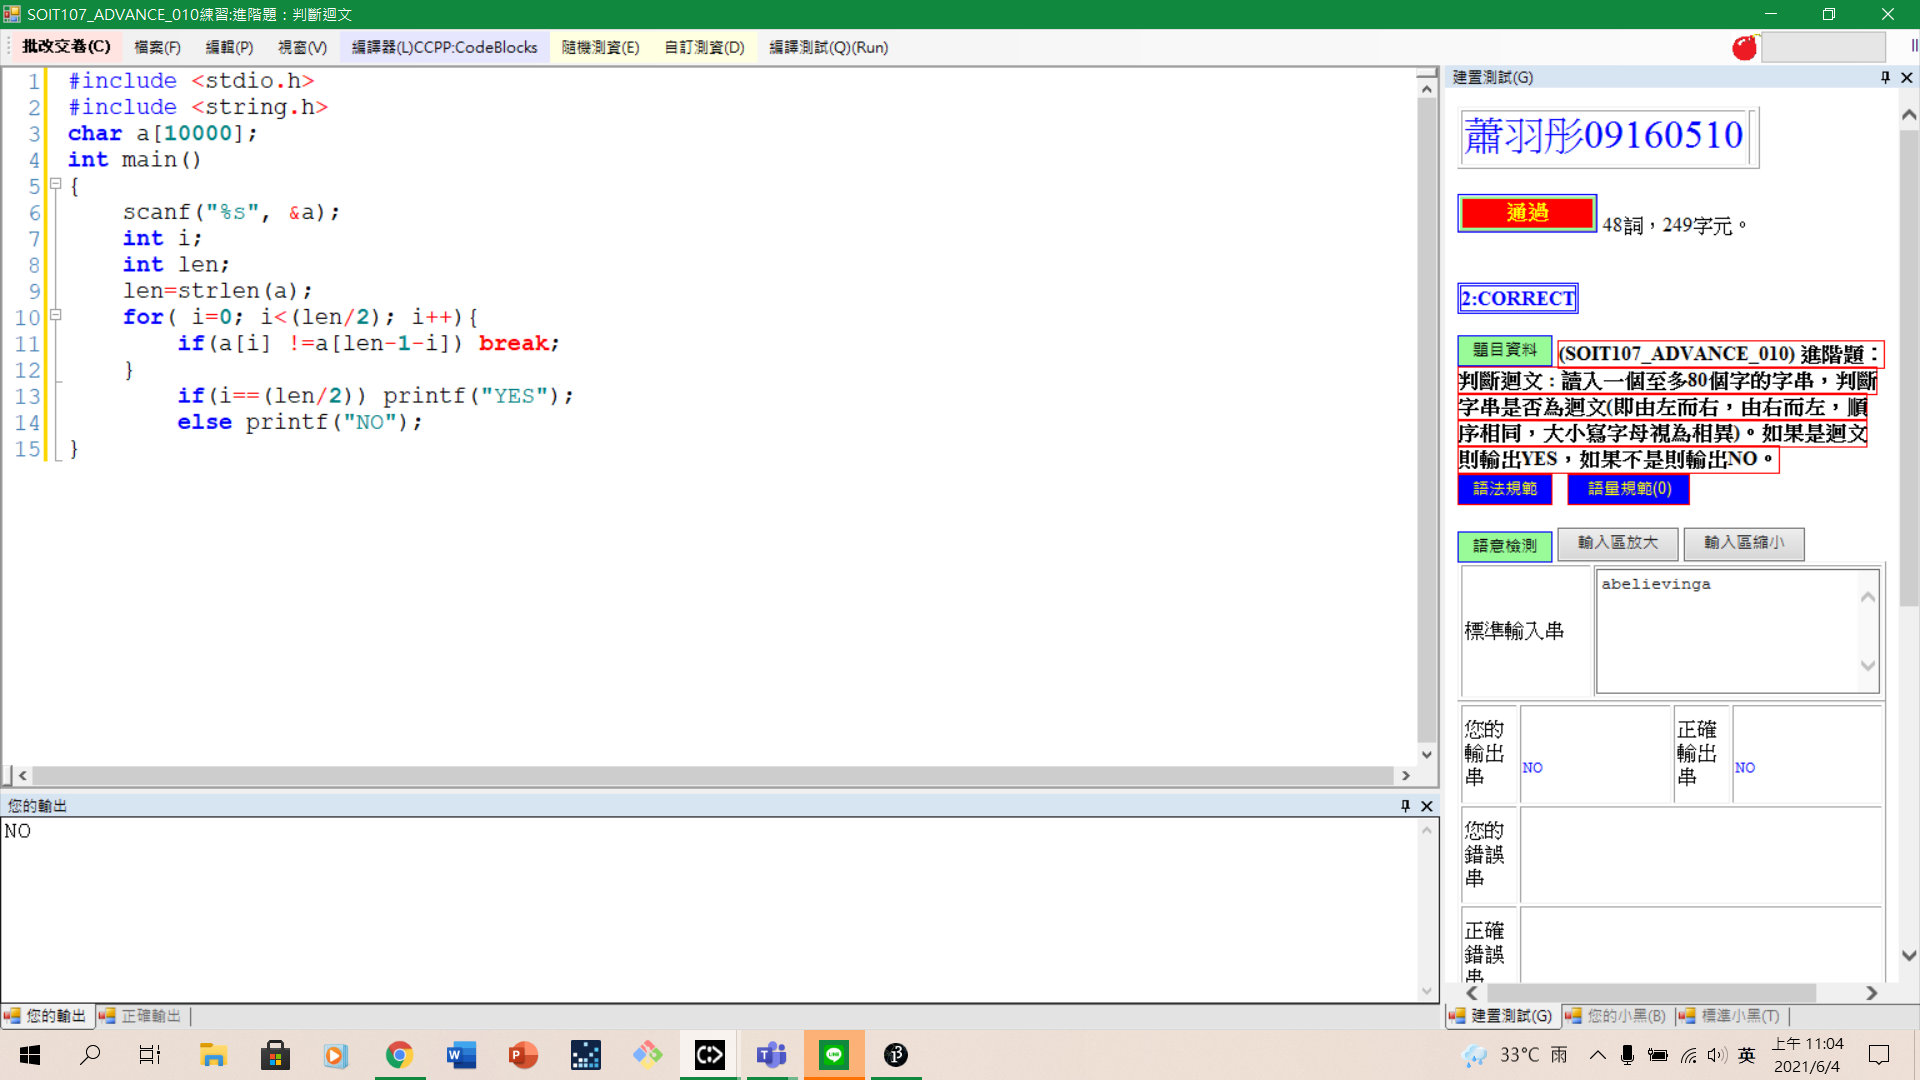 SOIT107_ADVANCE_010練習:進階題：判斷迴文
批改交卷(C) 檔案(F) 編輯(P) 視窗(V) 編譯器(L)CCPP:CodeBlocks 隨機測資(E) 自訂測資(D) 編譯測試(Q)(Run)
1 #include <stdio.h>
2 #include <string.h>
3 char a[10000];
4 int main()
5 {
6 scanf("%s", &a);
7 int i;
8 int len;
9 len=strlen(a);
10 for( i=0; i<(len/2); i++){
11 if(a[i] !=a[len-1-i]) break;
12 }
13 if(i==(len/2)) printf("YES");
14 else printf("NO");
15 }
您的輸出
NO
您的輸出 正確輸出
建置測試(G)
蕭羽彤09160510
通過 48詞，249字元。
2:CORRECT
題目資料 (SOIT107_ADVANCE_010) 進階題：
判斷迴文：讀入一個至多80個字的字串，判斷
字串是否為迴文(即由左而右，由右而左，順
序相同，大小寫字母視為相異)。如果是迴文
則輸出YES，如果不是則輸出NO。
語法規範 語量規範(0)
語意檢測 輸入區放大 輸入區縮小
標準輸入串 abelievinga
您的輸出串 NO 正確輸出串 NO
您的錯誤串
正確錯誤串
建置測試(G) 您的小黑(B) 標準小黑(T)
33°C 雨 英 上午 11:04
2021/6/4